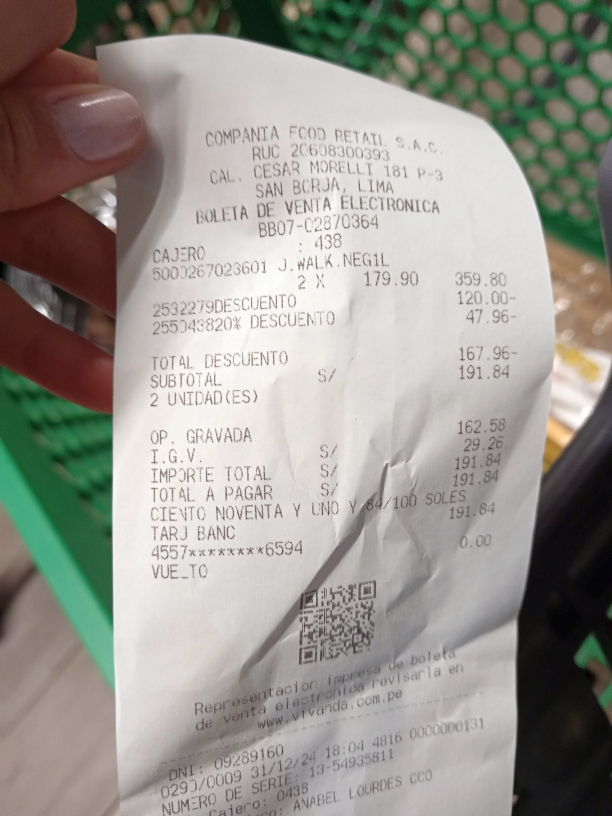 COMPANIA FOOD RETAIL S.A.C.
RUC 20608300393
CAL. CESAR MORELLI 181 P-3
SAN BORJA, LIMA
BOLETA DE VENTA ELECTRONICA
BB07-02870364
CAJERO : 438
5000267023601 J.WALK.NEG1L
2 X 179.90 359.80
2532279DESCUENTO 120.00-
255043820% DESCUENTO 47.96-
TOTAL DESCUENTO 167.96-
SUBTOTAL S/ 191.84
2 UNIDAD(ES)
OP. GRAVADA S/ 162.58
I.G.V. S/ 29.26
IMPORTE TOTAL S/ 191.84
TOTAL A PAGAR S/ 191.84
CIENTO NOVENTA Y UNO Y 84/100 SOLES
TARJ BANC 191.84
4557********6594
VUELTO 0.00
Representacion impresa de boleta
de venta electronica revisarla en
www.vivanda.com.pe
DNI: 09289160
0290/0009 31/12/24 18:04 4816 0000000131
NUMERO DE SERIE: 13-54935811
Cajero: 0438
ANABEL LOURDES CCO